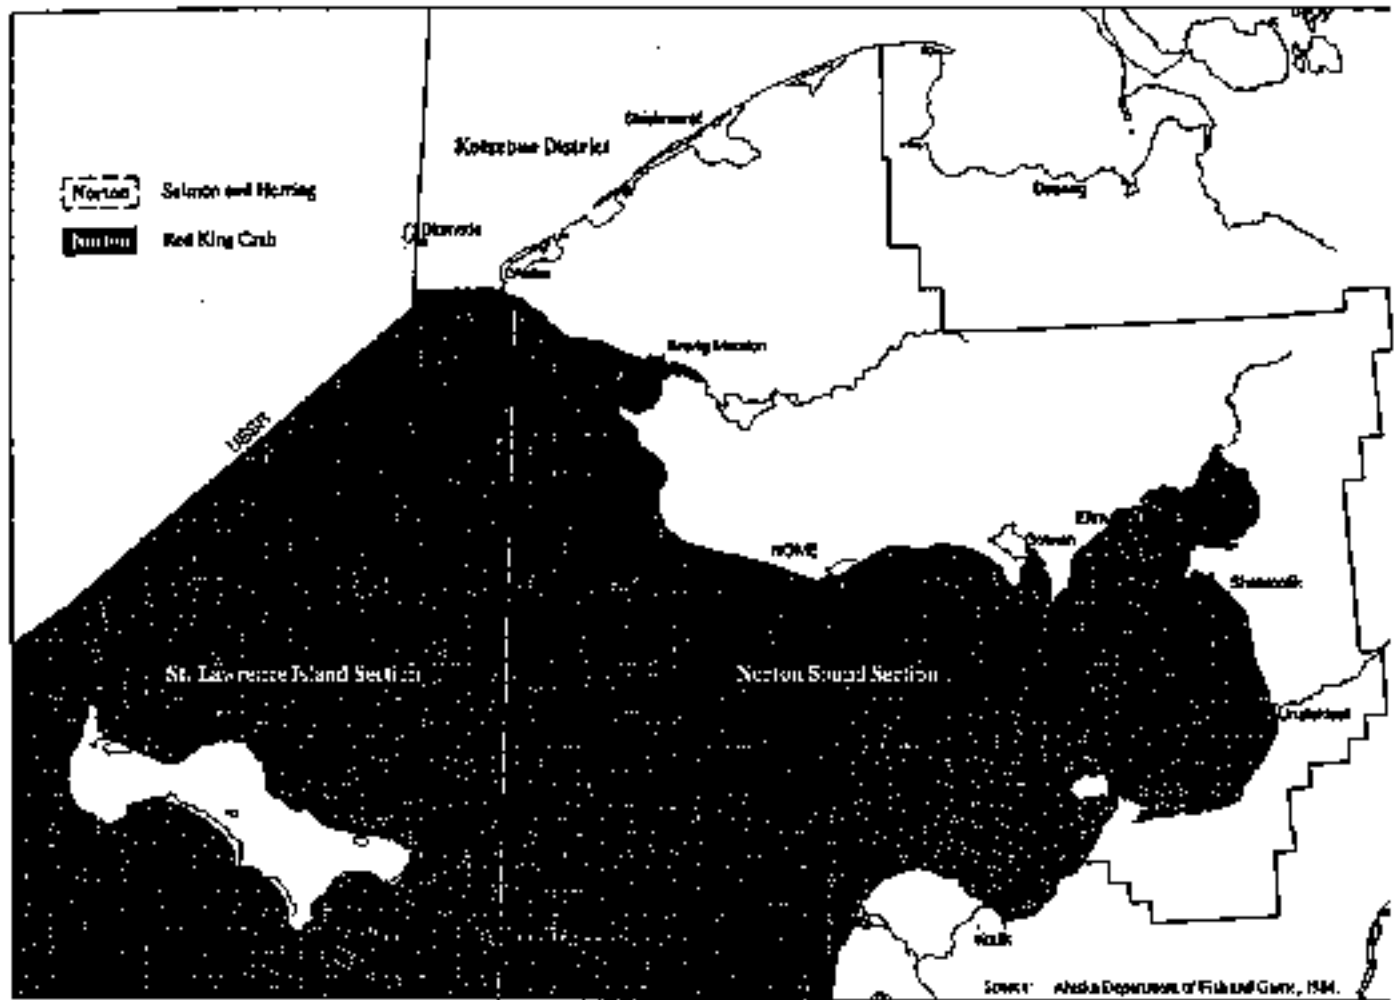 Shishmaref
Kotzebue District
Norton Salmon and Herring
Norton Red King Crab
Diomede
Wales
Deering
Brevig Mission
USSR
NOME
Elim
Golovin
Shaktoolik
St. Lawrence Island Section
Norton Sound Section
Unalakleet
Kotlik
Source: Alaska Department of Fish and Game, 1984.